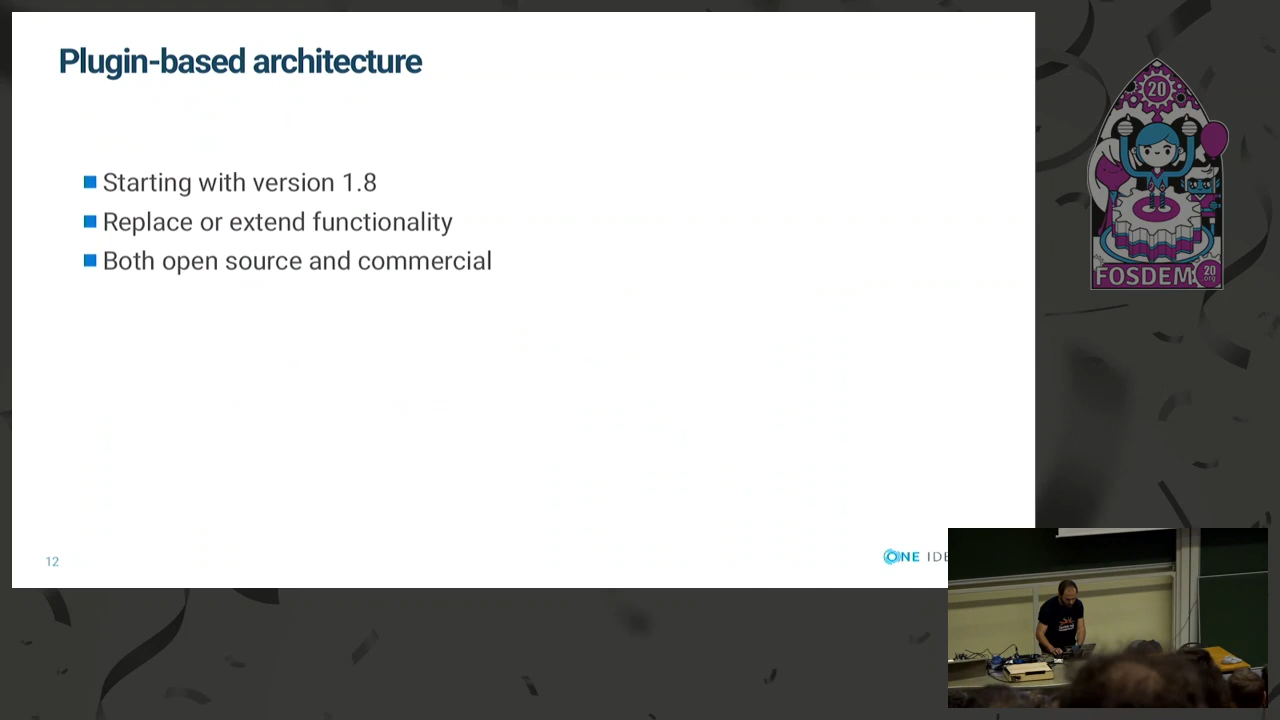 Plugin-based architecture
Starting with version 1.8
Replace or extend functionality
Both open source and commercial
12
ONE IDE
20
FOSDEM
20
org